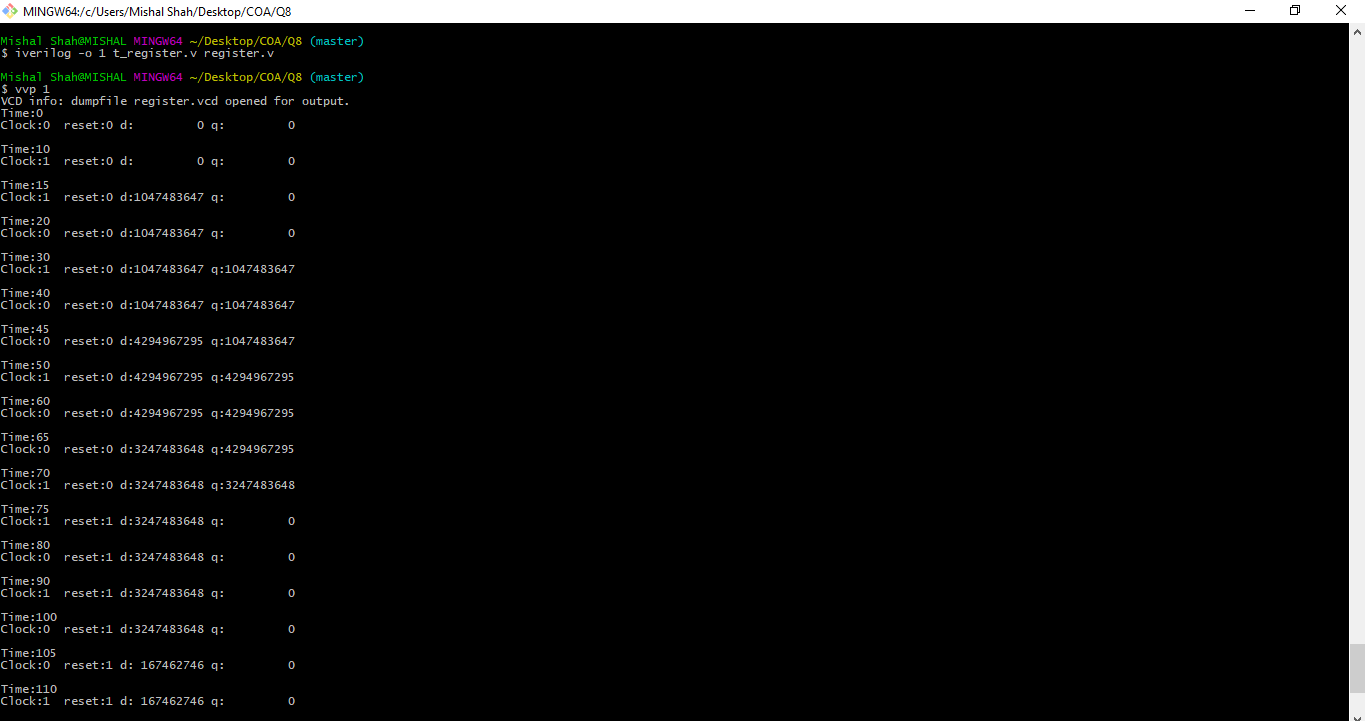 MINGW64:/c/Users/Mishal Shah/Desktop/COA/Q8
Mishal Shah@MISHAL MINGW64 ~/Desktop/COA/Q8 (master)
$ iverilog -o 1 t_register.v register.v
Mishal Shah@MISHAL MINGW64 ~/Desktop/COA/Q8 (master)
$ vvp 1
VCD info: dumpfile register.vcd opened for output.
Time:0
Clock:0  reset:0 d:         0 q:         0
Time:10
Clock:1  reset:0 d:         0 q:         0
Time:15
Clock:1  reset:0 d:1047483647 q:         0
Time:20
Clock:0  reset:0 d:1047483647 q:         0
Time:30
Clock:1  reset:0 d:1047483647 q:1047483647
Time:40
Clock:0  reset:0 d:1047483647 q:1047483647
Time:45
Clock:0  reset:0 d:4294967295 q:1047483647
Time:50
Clock:1  reset:0 d:4294967295 q:4294967295
Time:60
Clock:0  reset:0 d:4294967295 q:4294967295
Time:65
Clock:0  reset:0 d:3247483648 q:4294967295
Time:70
Clock:1  reset:0 d:3247483648 q:3247483648
Time:75
Clock:1  reset:1 d:3247483648 q:         0
Time:80
Clock:0  reset:1 d:3247483648 q:         0
Time:90
Clock:1  reset:1 d:3247483648 q:         0
Time:100
Clock:0  reset:1 d:3247483648 q:         0
Time:105
Clock:0  reset:1 d: 167462746 q:         0
Time:110
Clock:1  reset:1 d: 167462746 q:         0